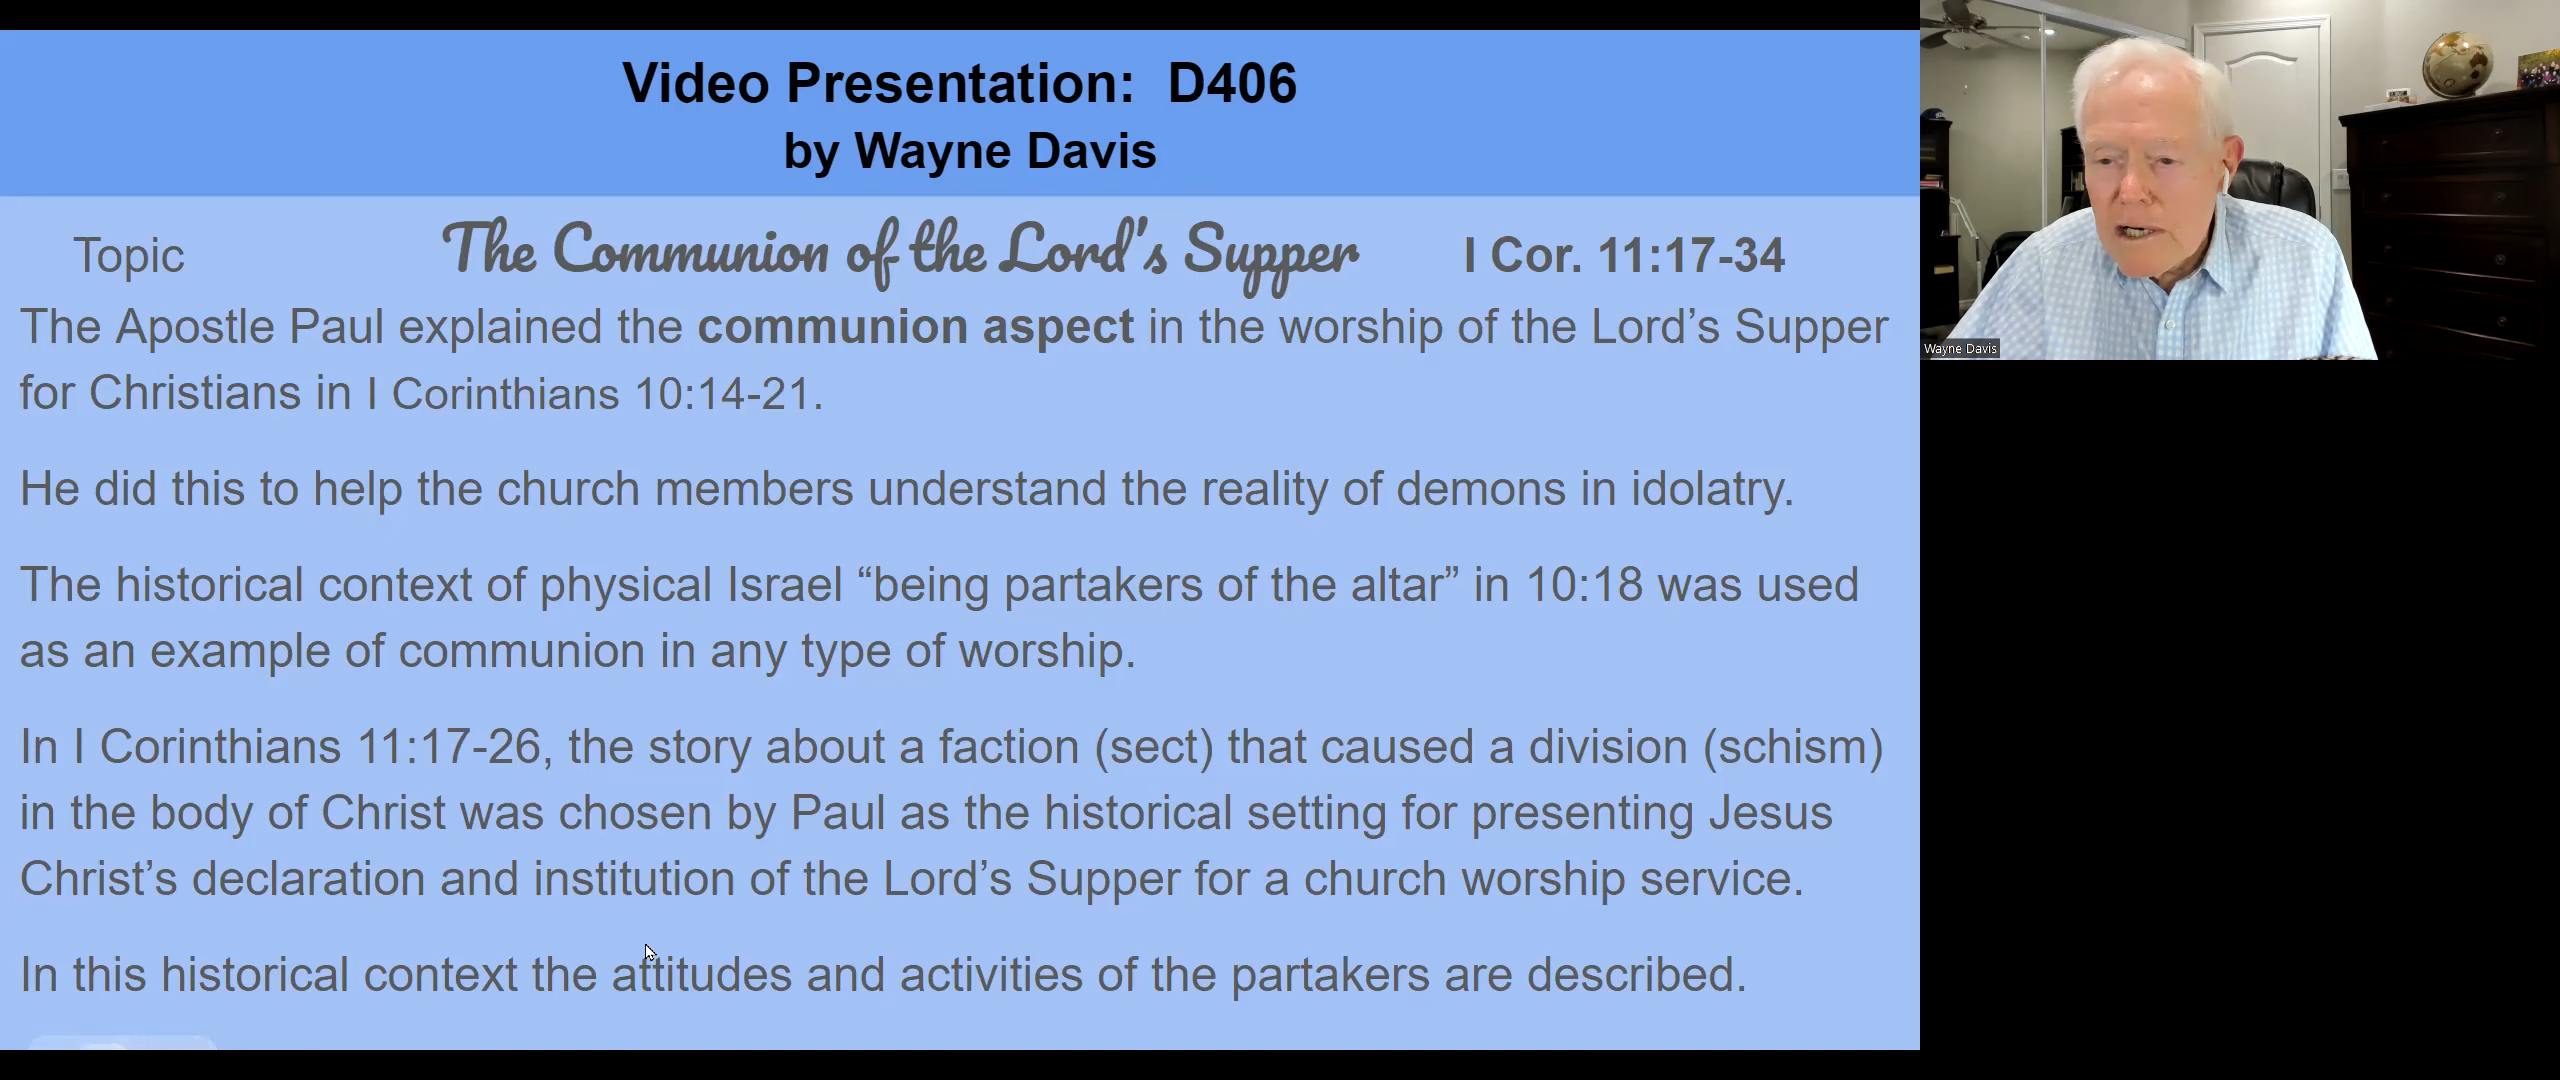 Video Presentation:  D406
by Wayne Davis
Topic The Communion of the Lord’s Supper I Cor. 11:17-34
The Apostle Paul explained the communion aspect in the worship of the Lord’s Supper
for Christians in I Corinthians 10:14-21.
He did this to help the church members understand the reality of demons in idolatry.
The historical context of physical Israel “being partakers of the altar” in 10:18 was used
as an example of communion in any type of worship.
In I Corinthians 11:17-26, the story about a faction (sect) that caused a division (schism)
in the body of Christ was chosen by Paul as the historical setting for presenting Jesus
Christ’s declaration and institution of the Lord’s Supper for a church worship service.
In this historical context the attitudes and activities of the partakers are described.
Wayne Davis